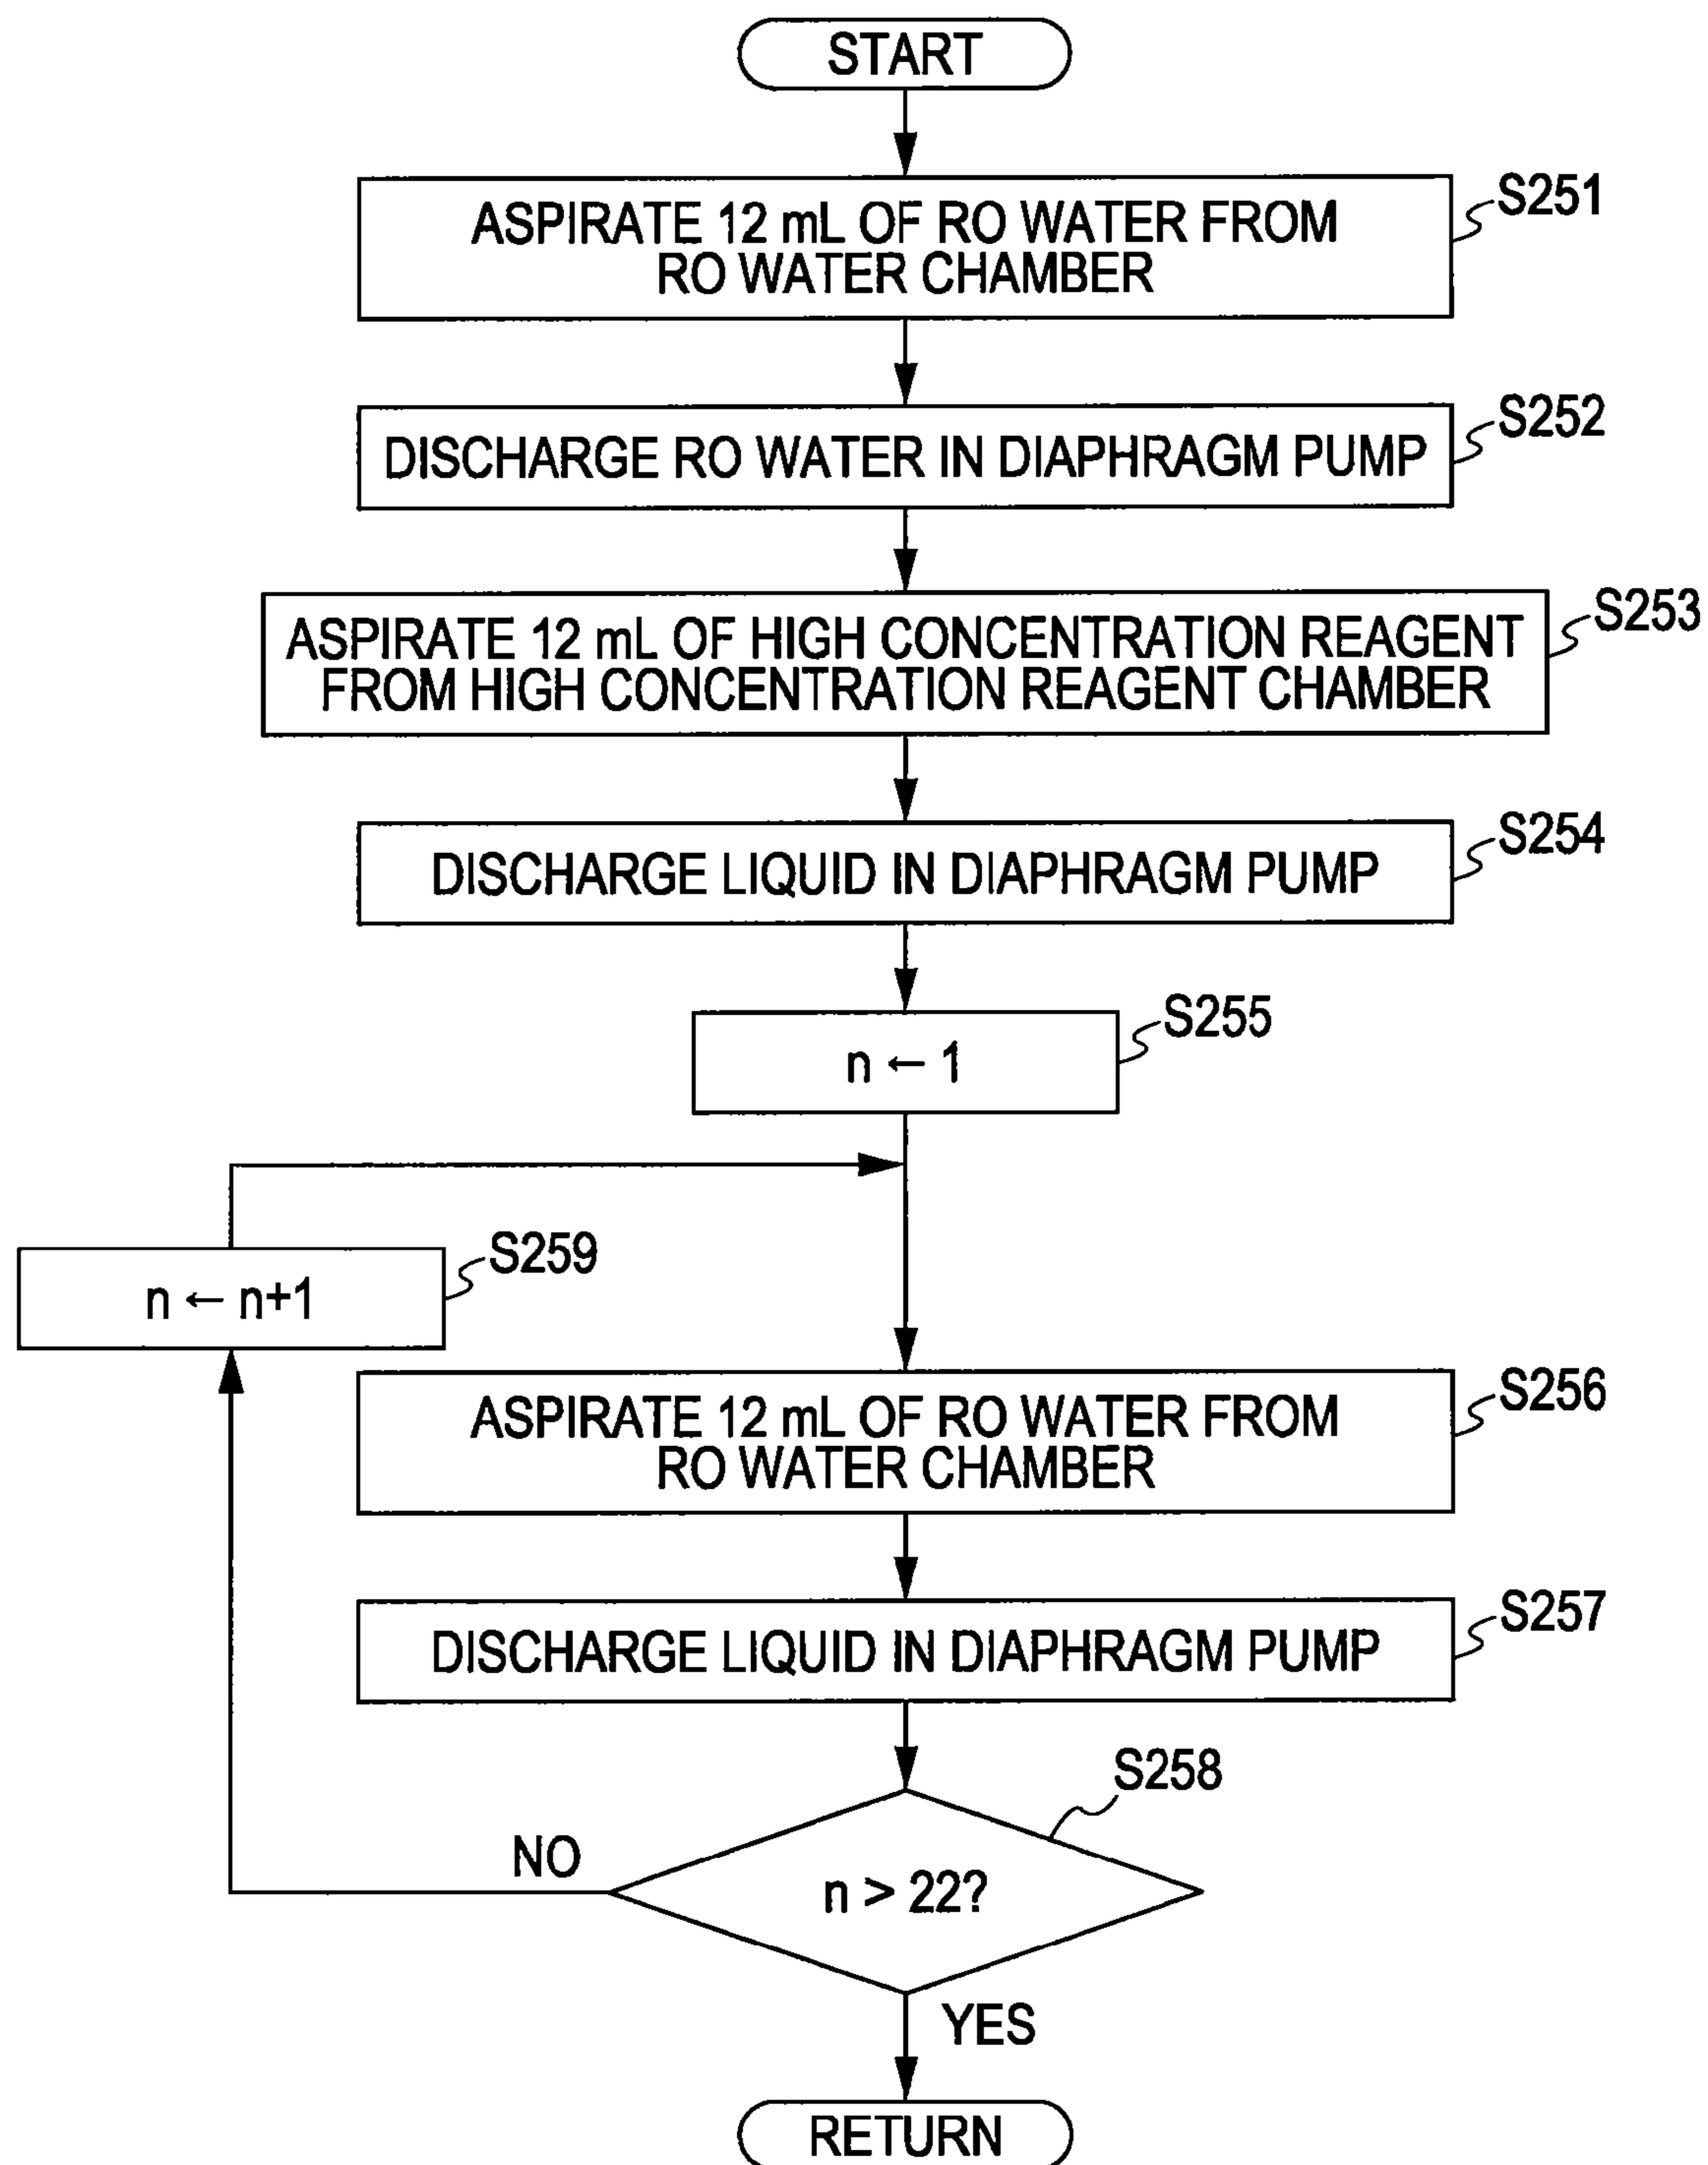 START
ASPIRATE 12 mL OF RO WATER FROM
RO WATER CHAMBER
S251
DISCHARGE RO WATER IN DIAPHRAGM PUMP
S252
ASPIRATE 12 mL OF HIGH CONCENTRATION REAGENT
FROM HIGH CONCENTRATION REAGENT CHAMBER
S253
DISCHARGE LIQUID IN DIAPHRAGM PUMP
S254
n ← 1
S255
n ← n+1
S259
ASPIRATE 12 mL OF RO WATER FROM
RO WATER CHAMBER
S256
DISCHARGE LIQUID IN DIAPHRAGM PUMP
S257
n > 22?
S258
NO
YES
RETURN